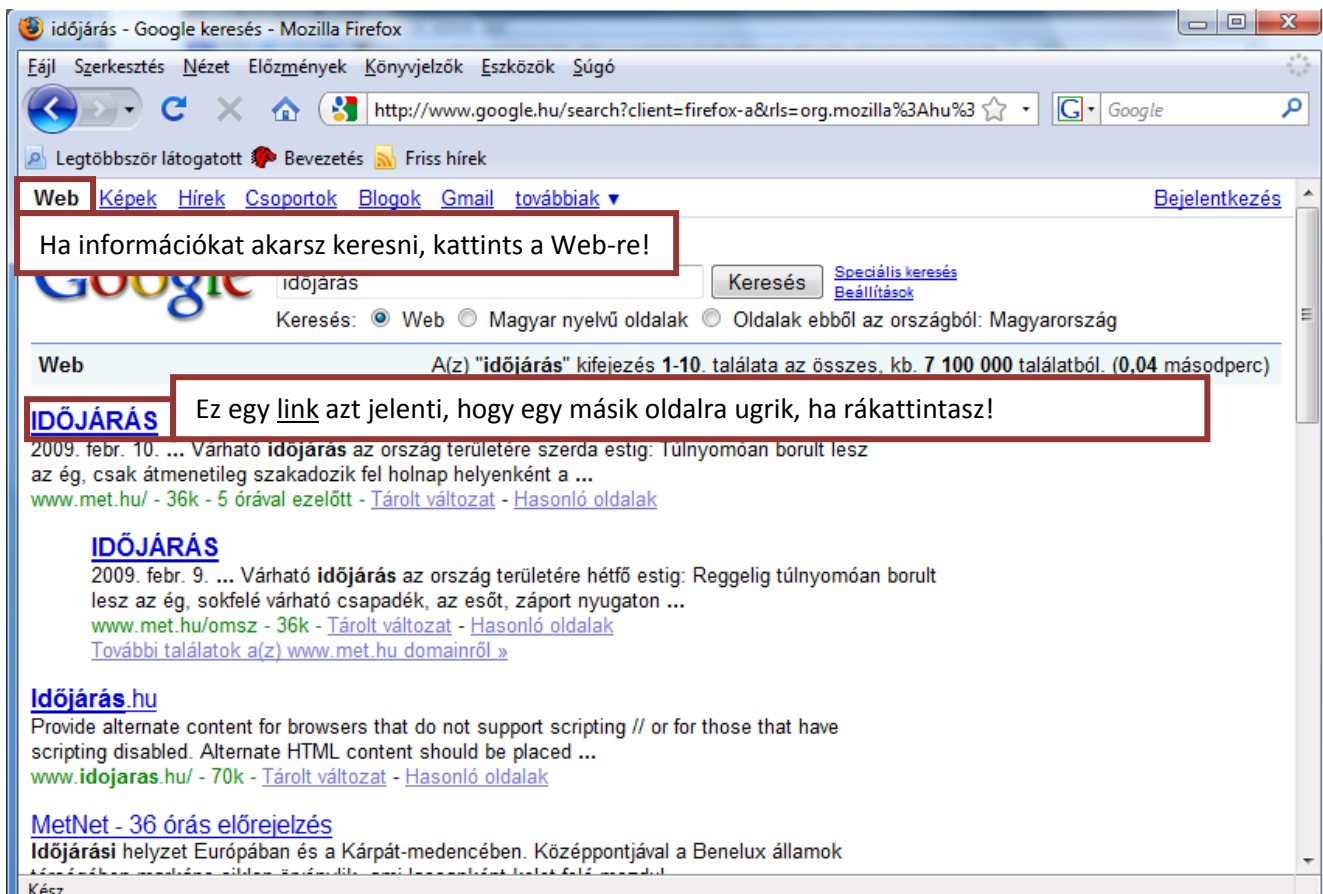 időjárás - Google keresés - Mozilla Firefox
Fájl Szerkesztés Nézet Előzmények Könyvjelzők Eszközök Súgó
http://www.google.hu/search?client=firefox-a&rls=org.mozilla%3Ahu%3 G Google
Legtöbbször látogatott Bevezetés Friss hírek
Web Képek Hírek Csoportok Blogok Gmail továbbiak ▼ Bejelentkezés
Ha információkat akarsz keresni, kattints a Web-re!
Google időjárás Keresés Speciális keresés
Beállítások
Keresés: Web Magyar nyelvű oldalak Oldalak ebből az országból: Magyarország
Web A(z) "időjárás" kifejezés 1-10. találata az összes, kb. 7 100 000 találatból. (0,04 másodperc)
Ez egy link azt jelenti, hogy egy másik oldalra ugrik, ha rákattintasz!
IDŐJÁRÁS
2009. febr. 10. ... Várható időjárás az ország területére szerda estig: Túlnyomóan borult lesz
az ég, csak átmenetileg szakadozik fel holnap helyenként a ...
www.met.hu/ - 36k - 5 órával ezelőtt - Tárolt változat - Hasonló oldalak
IDŐJÁRÁS
2009. febr. 9. ... Várható időjárás az ország területére hétfő estig: Reggelig túlnyomóan borult
lesz az ég, sokfelé várható csapadék, az esőt, záport nyugaton ...
www.met.hu/omsz - 36k - Tárolt változat - Hasonló oldalak
További találatok a(z) www.met.hu domainről »
Időjárás.hu
Provide alternate content for browsers that do not support scripting // or for those that have
scripting disabled. Alternate HTML content should be placed ...
www.idojaras.hu/ - 70k - Tárolt változat - Hasonló oldalak
MetNet - 36 órás előrejelzés
Időjárási helyzet Európában és a Kárpát-medencében. Középpontjával a Benelux államok
Kész